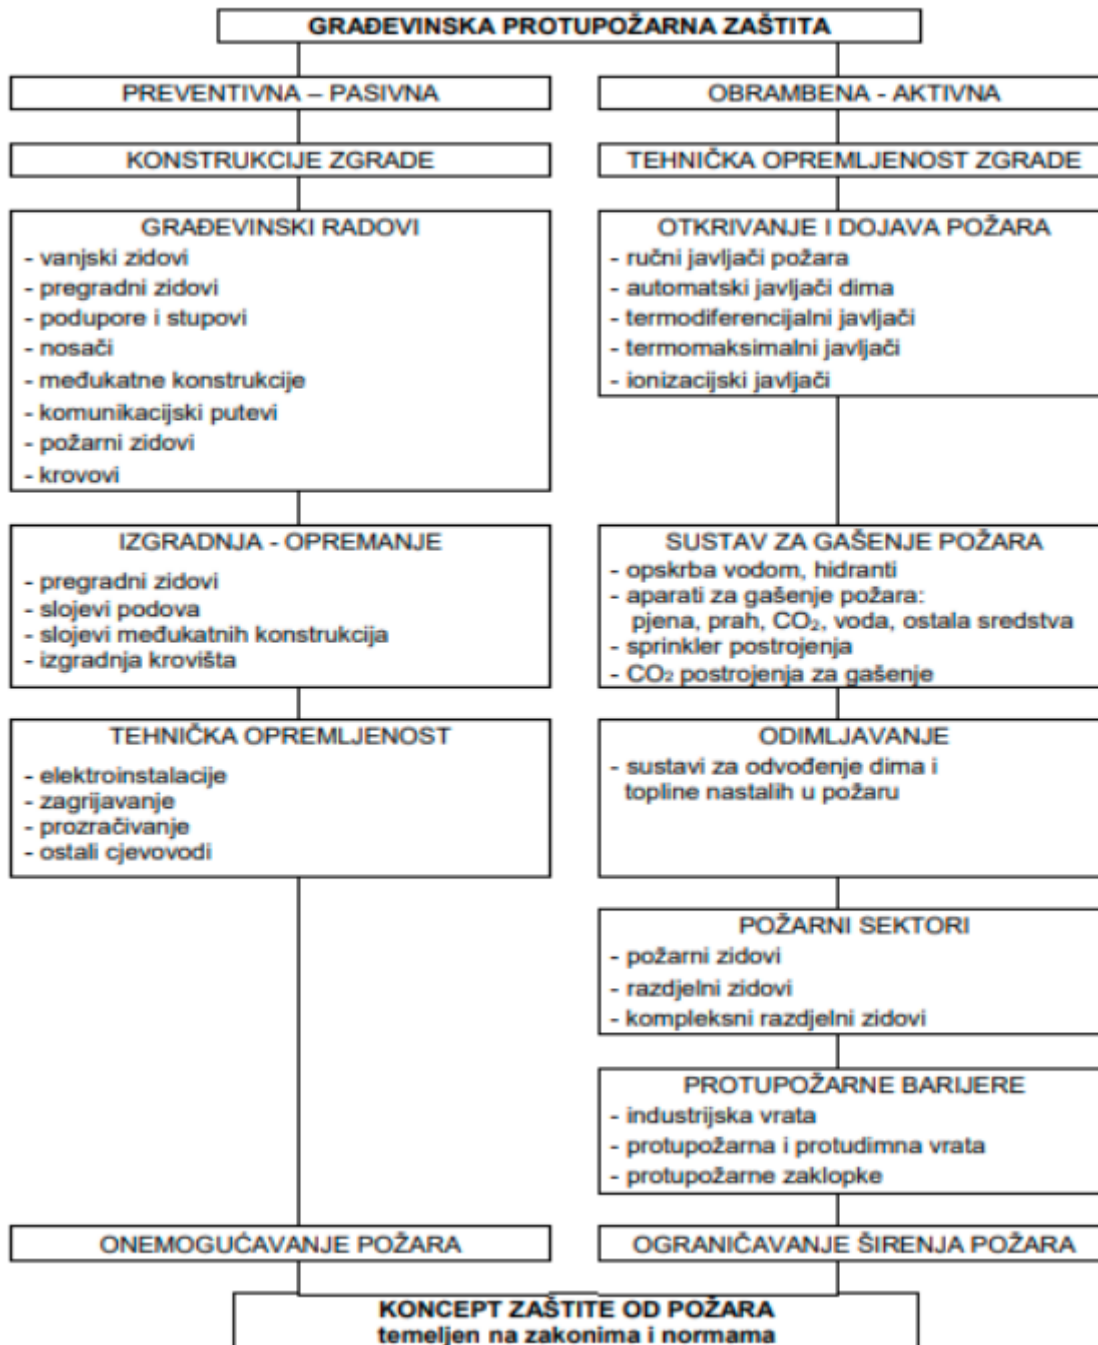 GRAĐEVINSKA PROTUPOŽARNA ZAŠTITA
PREVENTIVNA – PASIVNA
KONSTRUKCIJE ZGRADE
GRAĐEVINSKI RADOVI
- vanjski zidovi
- pregradni zidovi
- podupore i stupovi
- nosači
- međukatne konstrukcije
- komunikacijski putevi
- požarni zidovi
- krovovi
IZGRADNJA - OPREMANJE
- pregradni zidovi
- slojevi podova
- slojevi međukatnih konstrukcija
- izgradnja krovišta
TEHNIČKA OPREMLJENOST
- elektroinstalacije
- zagrijavanje
- prozračivanje
- ostali cjevovodi
ONEMOGUĆAVANJE POŽARA
OBRAMBENA - AKTIVNA
TEHNIČKA OPREMLJENOST ZGRADE
OTKRIVANJE I DOJAVA POŽARA
- ručni javljači požara
- automatski javljači dima
- termodiferencijalni javljači
- termomaksimalni javljači
- ionizacijski javljači
SUSTAV ZA GAŠENJE POŽARA
- opskrba vodom, hidranti
- aparati za gašenje požara:
pjena, prah, CO₂, voda, ostala sredstva
- sprinkler postrojenja
- CO₂ postrojenja za gašenje
ODIMLJAVANJE
- sustavi za odvođenje dima i
topline nastalih u požaru
POŽARNI SEKTORI
- požarni zidovi
- razdjelni zidovi
- kompleksni razdjelni zidovi
PROTUPOŽARNE BARIJERE
- industrijska vrata
- protupožarna i protudimna vrata
- protupožarne zaklopke
OGRANIČAVANJE ŠIRENJA POŽARA
KONCEPT ZAŠTITE OD POŽARA
temeljen na zakonima i normama